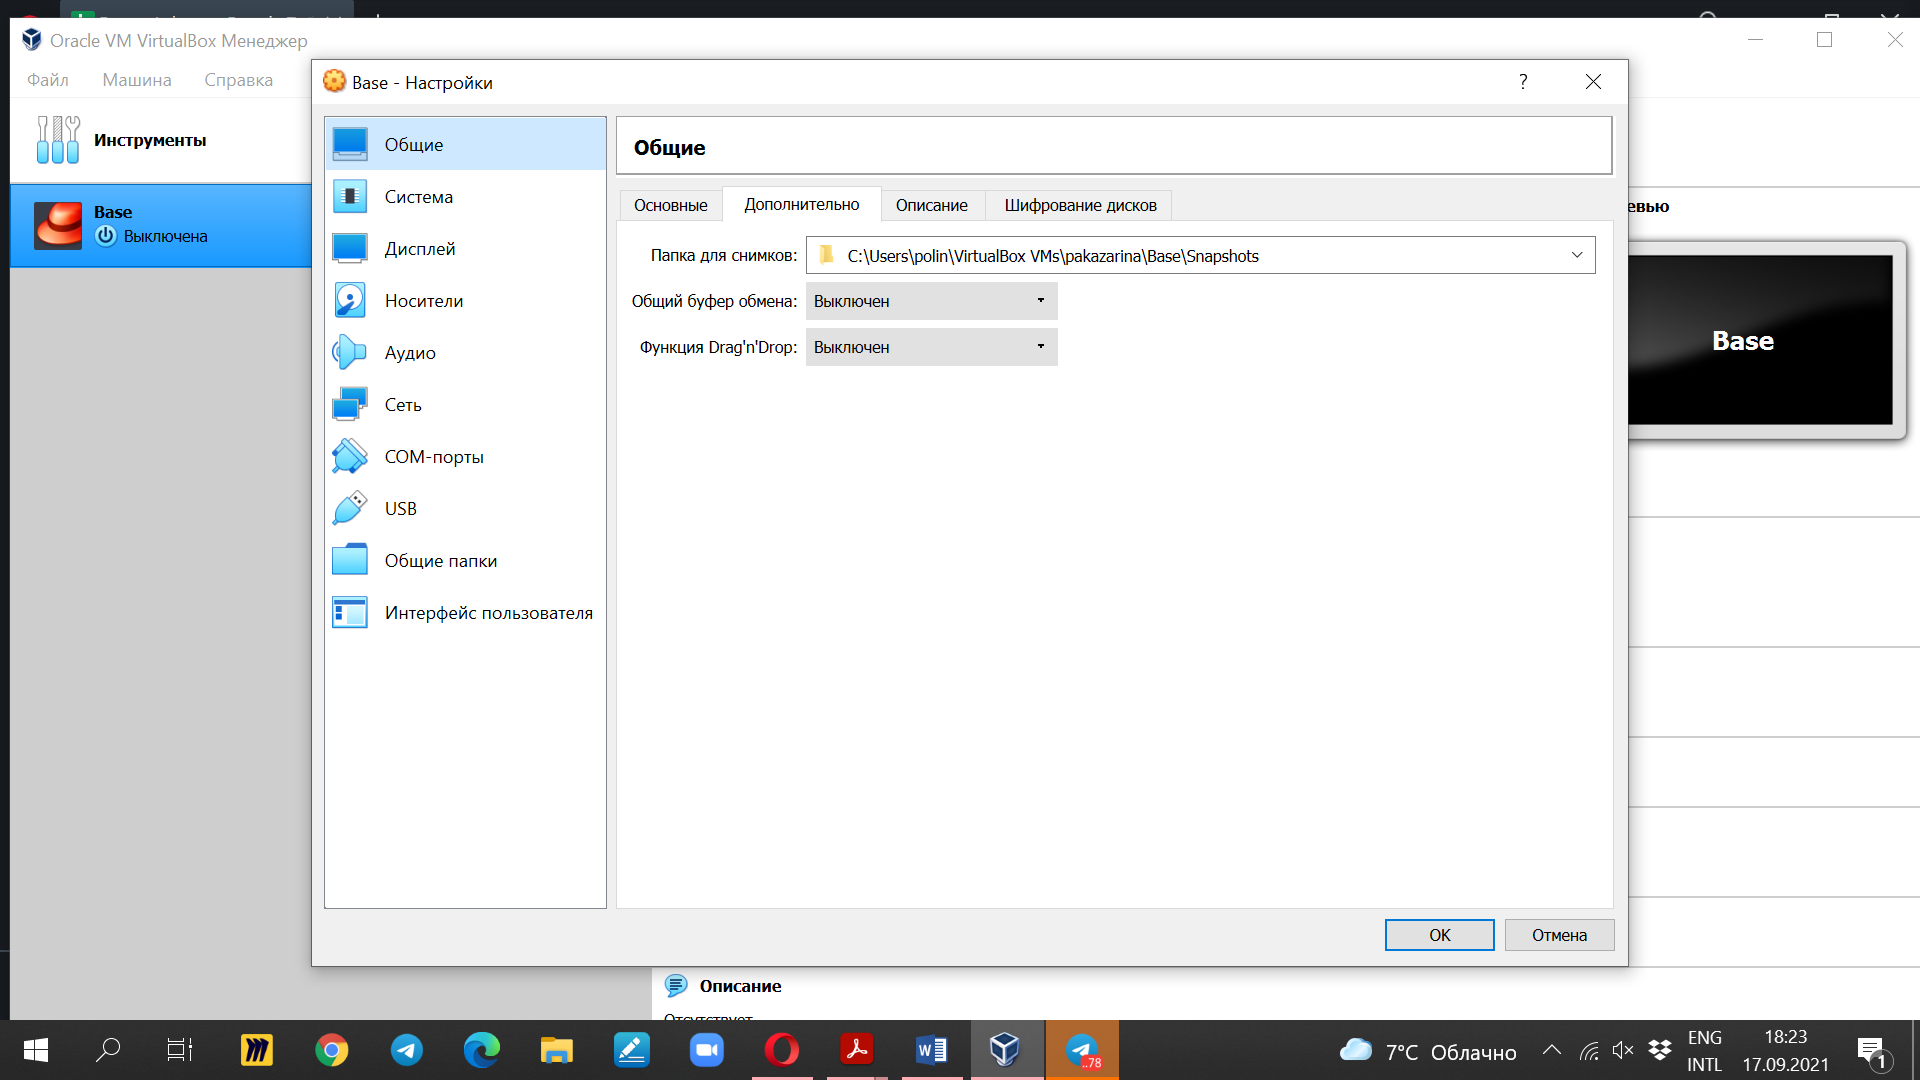 Oracle VM VirtualBox Менеджер
Файл Машина Справка
Инструменты
Base
Выключена
Base - Настройки
?
Общие
Система
Дисплей
Носители
Аудио
Сеть
COM-порты
USB
Общие папки
Интерфейс пользователя
Общие
Основные Дополнительно Описание Шифрование дисков
Папка для снимков: C:\Users\polin\VirtualBox VMs\pakazarina\Base\Snapshots
Общий буфер обмена: Выключен
Функция Drag'n'Drop: Выключен
OK Отмена
евью
Base
Описание
Отсутствует
7°C Облачно
ENG
INTL
18:23
17.09.2021
..78
1